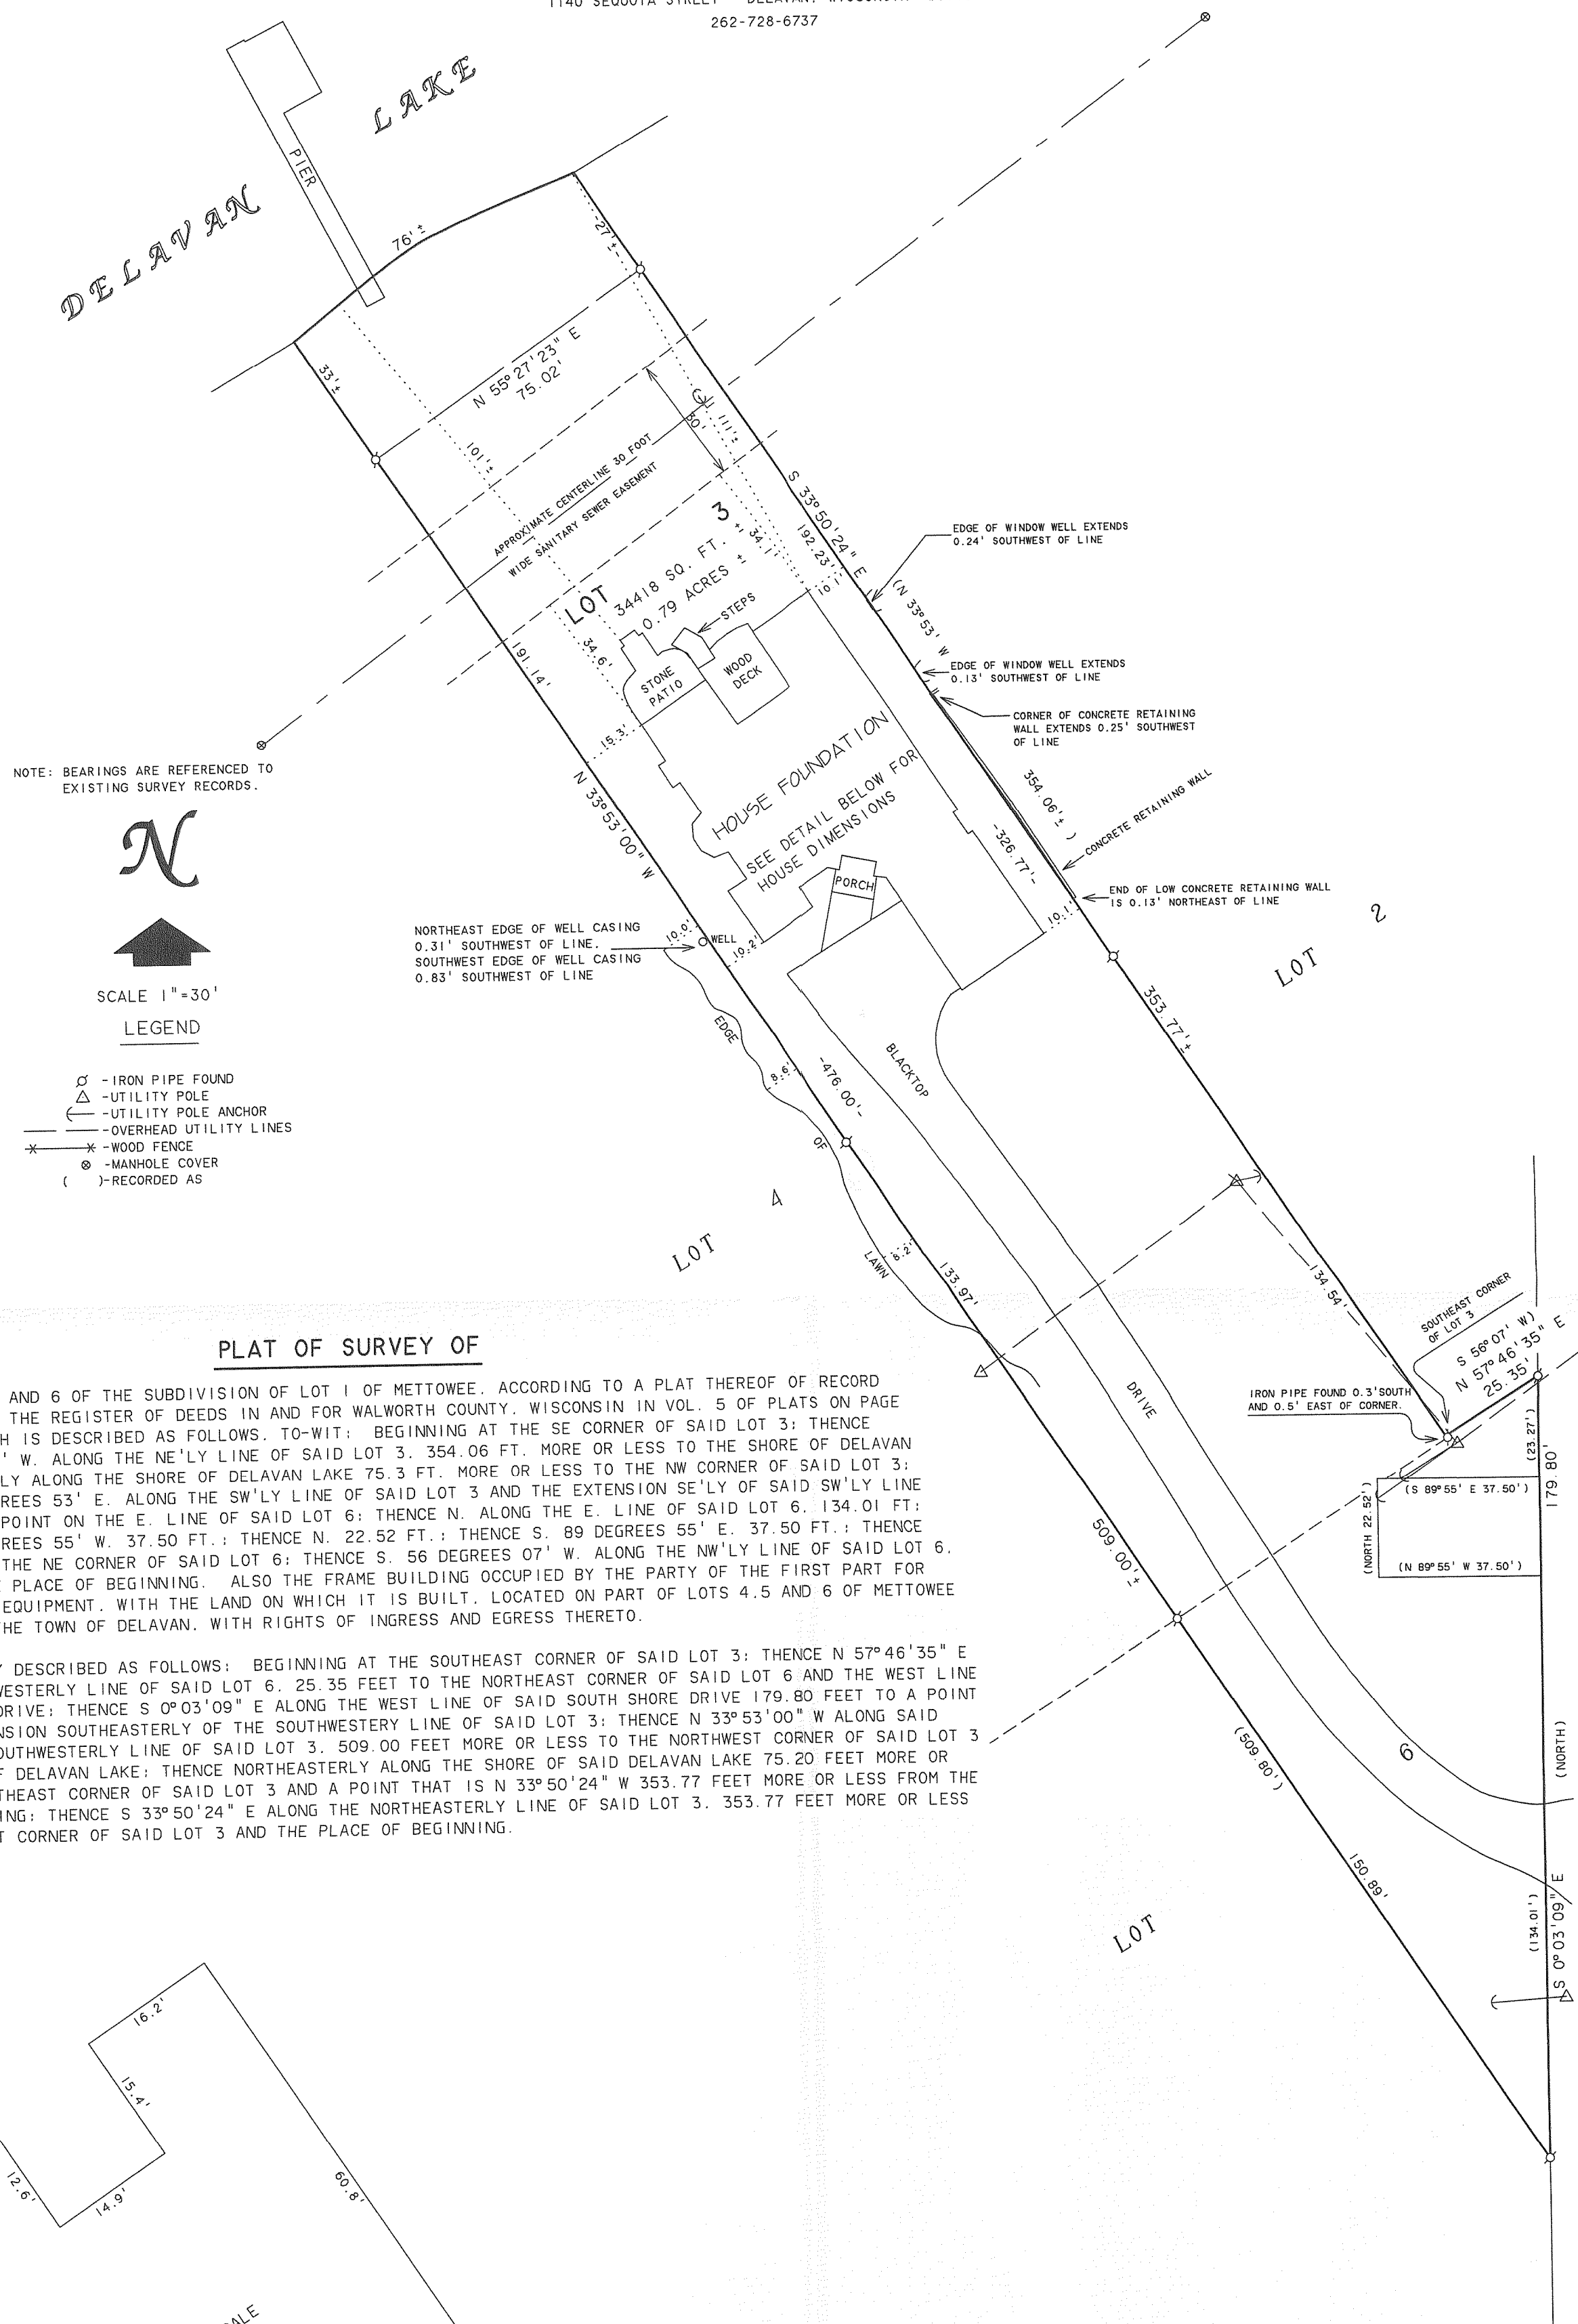 262-728-6737
DELAVAN LAKE
PIER
76'±
27'±
33'±
N 55°27'23" E
75.02'
101'±
111'±
30'
APPROXIMATE CENTERLINE 30 FOOT
WIDE SANITARY SEWER EASEMENT
S 33°50'24" E
192.23'
(N 33°53' W
354.06'± )
LOT 3
34418 SQ. FT. ±
0.79 ACRES ±
34.1'
34.6'
10.1'
STEPS
STONE
PATIO
WOOD
DECK
191.14'
15.3'
EDGE OF WINDOW WELL EXTENDS
0.24' SOUTHWEST OF LINE
EDGE OF WINDOW WELL EXTENDS
0.13' SOUTHWEST OF LINE
CORNER OF CONCRETE RETAINING
WALL EXTENDS 0.25' SOUTHWEST
OF LINE
CONCRETE RETAINING WALL
END OF LOW CONCRETE RETAINING WALL
IS 0.13' NORTHEAST OF LINE
HOUSE FOUNDATION
SEE DETAIL BELOW FOR
HOUSE DIMENSIONS
-326.77'-
N 33°53'00" W
PORCH
10.1'
NOTE: BEARINGS ARE REFERENCED TO
EXISTING SURVEY RECORDS.
N
SCALE 1"=30'
LEGEND
-IRON PIPE FOUND
-UTILITY POLE
-UTILITY POLE ANCHOR
-OVERHEAD UTILITY LINES
-WOOD FENCE
-MANHOLE COVER
( )-RECORDED AS
NORTHEAST EDGE OF WELL CASING
0.31' SOUTHWEST OF LINE.
SOUTHWEST EDGE OF WELL CASING
0.83' SOUTHWEST OF LINE
10.0'
WELL
10.2'
EDGE OF LAWN
8.6'
8.2'
-476.00'-
133.97'
BLACKTOP
DRIVE
LOT 2
353.77'±
134.54'
LOT 4
SOUTHEAST CORNER
OF LOT 3
S 56°07' W)
N 57°46'35" E
25.35'
IRON PIPE FOUND 0.3'SOUTH
AND 0.5' EAST OF CORNER.
(23.27')
179.80'
(S 89°55' E 37.50')
(NORTH 22.52')
(N 89°55' W 37.50')
509.00'±
(509.80')
150.89'
LOT 6
(NORTH)
(134.01')
S 0°03'09" E
PLAT OF SURVEY OF
AND 6 OF THE SUBDIVISION OF LOT 1 OF METTOWEE. ACCORDING TO A PLAT THEREOF OF RECORD
THE REGISTER OF DEEDS IN AND FOR WALWORTH COUNTY. WISCONSIN IN VOL. 5 OF PLATS ON PAGE
H IS DESCRIBED AS FOLLOWS. TO-WIT: BEGINNING AT THE SE CORNER OF SAID LOT 3; THENCE
' W. ALONG THE NE'LY LINE OF SAID LOT 3. 354.06 FT. MORE OR LESS TO THE SHORE OF DELAVAN
LY ALONG THE SHORE OF DELAVAN LAKE 75.3 FT. MORE OR LESS TO THE NW CORNER OF SAID LOT 3;
REES 53' E. ALONG THE SW'LY LINE OF SAID LOT 3 AND THE EXTENSION SE'LY OF SAID SW'LY LINE
POINT ON THE E. LINE OF SAID LOT 6; THENCE N. ALONG THE E. LINE OF SAID LOT 6. 134.01 FT;
REES 55' W. 37.50 FT.; THENCE N. 22.52 FT.; THENCE S. 89 DEGREES 55' E. 37.50 FT.; THENCE
THE NE CORNER OF SAID LOT 6; THENCE S. 56 DEGREES 07' W. ALONG THE NW'LY LINE OF SAID LOT 6.
PLACE OF BEGINNING. ALSO THE FRAME BUILDING OCCUPIED BY THE PARTY OF THE FIRST PART FOR
EQUIPMENT. WITH THE LAND ON WHICH IT IS BUILT. LOCATED ON PART OF LOTS 4.5 AND 6 OF METTOWEE
HE TOWN OF DELAVAN. WITH RIGHTS OF INGRESS AND EGRESS THERETO.
Y DESCRIBED AS FOLLOWS: BEGINNING AT THE SOUTHEAST CORNER OF SAID LOT 3; THENCE N 57°46'35" E
WESTERLY LINE OF SAID LOT 6. 25.35 FEET TO THE NORTHEAST CORNER OF SAID LOT 6 AND THE WEST LINE
DRIVE; THENCE S 0°03'09" E ALONG THE WEST LINE OF SAID SOUTH SHORE DRIVE 179.80 FEET TO A POINT
NSION SOUTHEASTERLY OF THE SOUTHWESTERY LINE OF SAID LOT 3; THENCE N 33°53'00" W ALONG SAID
OUTHWESTERLY LINE OF SAID LOT 3. 509.00 FEET MORE OR LESS TO THE NORTHWEST CORNER OF SAID LOT 3
F DELAVAN LAKE; THENCE NORTHEASTERLY ALONG THE SHORE OF SAID DELAVAN LAKE 75.20 FEET MORE OR
THEAST CORNER OF SAID LOT 3 AND A POINT THAT IS N 33°50'24" W 353.77 FEET MORE OR LESS FROM THE
ING; THENCE S 33°50'24" E ALONG THE NORTHEASTERLY LINE OF SAID LOT 3. 353.77 FEET MORE OR LESS
T CORNER OF SAID LOT 3 AND THE PLACE OF BEGINNING.
16.2'
15.4'
12.6'
14.9'
60.8'
ALE